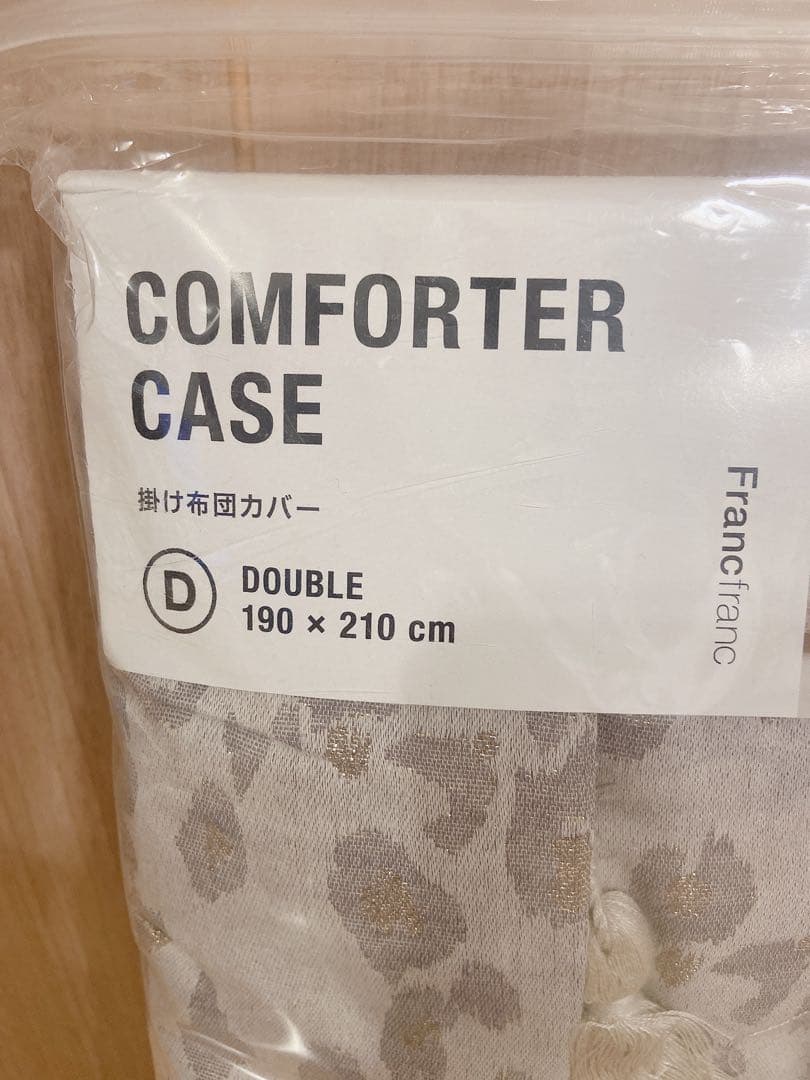 COMFORTER
CASE
掛け布団カバー
D
DOUBLE
190 × 210 cm
Francfranc